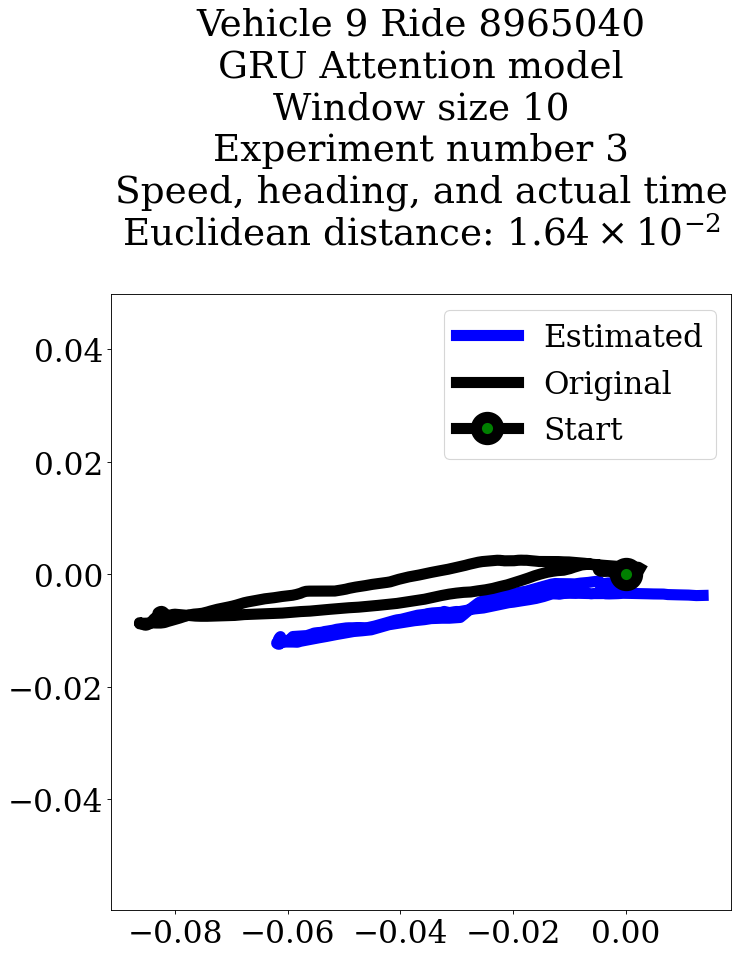 Vehicle 9 Ride 8965040
GRU Attention model
Window size 10
Experiment number 3
Speed, heading, and actual time
Euclidean distance: 1.64 × 10⁻²
Estimated
Original
Start
0.04
0.02
0.00
−0.02
−0.04
−0.08 −0.06 −0.04 −0.02 0.00